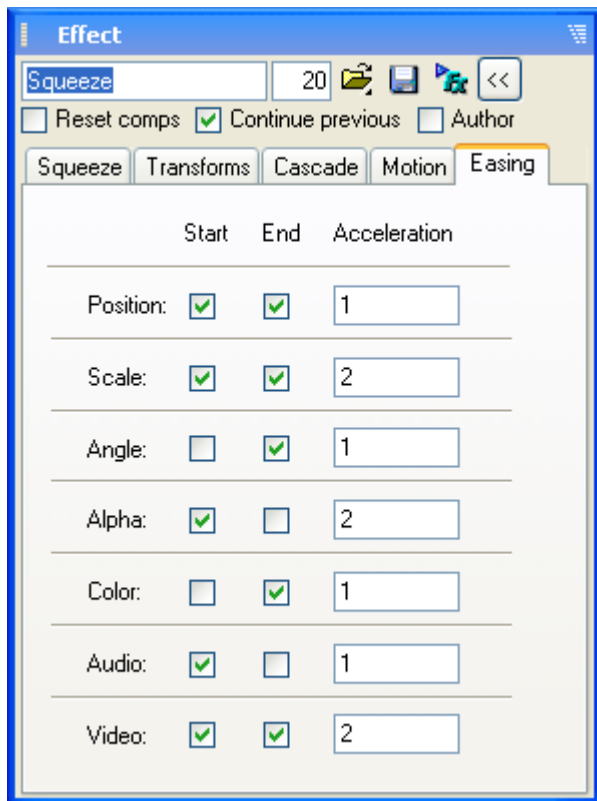 Effect
Squeeze 20 Fx <<
Reset comps Continue previous Author
Squeeze Transforms Cascade Motion Easing
Start End Acceleration
Position: 1
Scale: 2
Angle: 1
Alpha: 2
Color: 1
Audio: 1
Video: 2